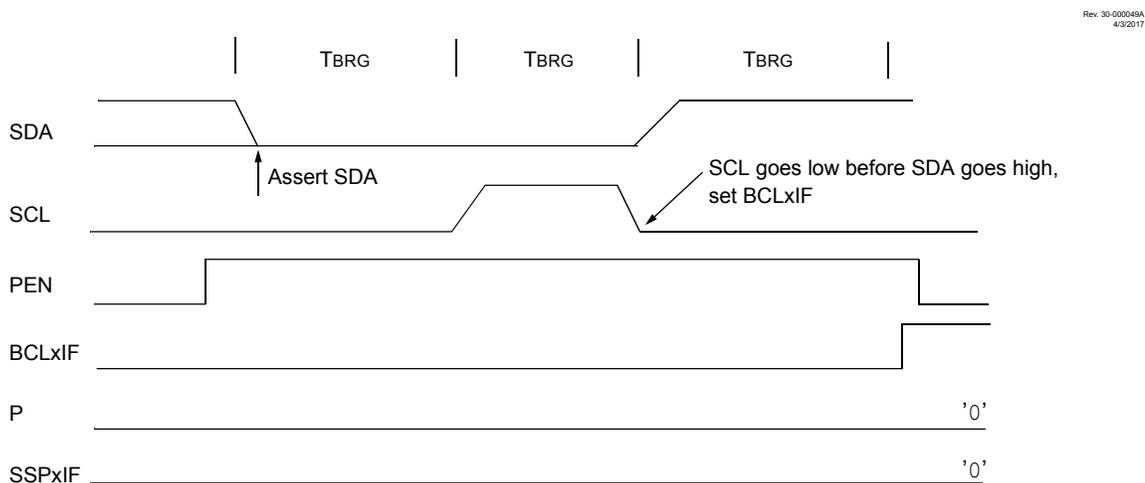 Rev. 30-000049A
4/3/2017
TBRG TBRG TBRG
SDA
Assert SDA
SCL goes low before SDA goes high,
set BCLxIF
SCL
PEN
BCLxIF
P '0'
SSPxIF '0'